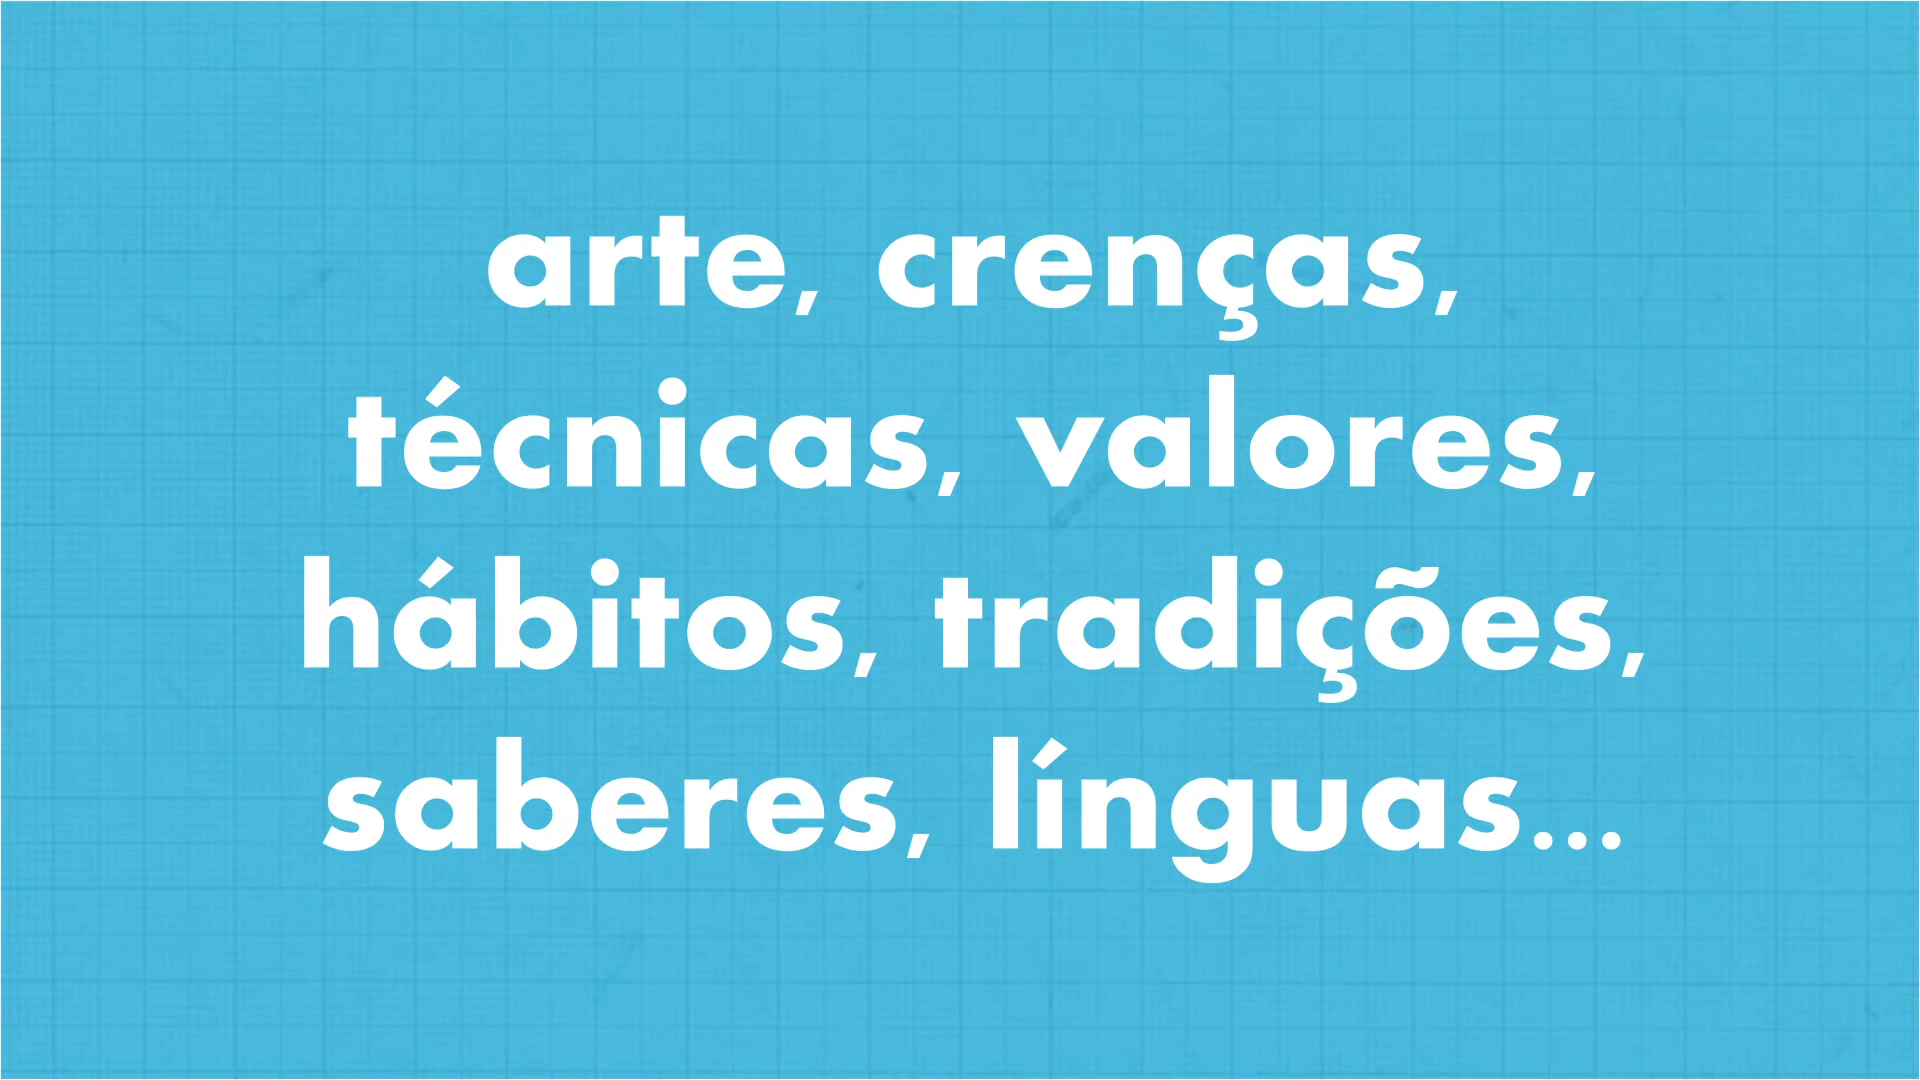 arte, crenças,
técnicas, valores,
hábitos, tradições,
saberes, línguas...